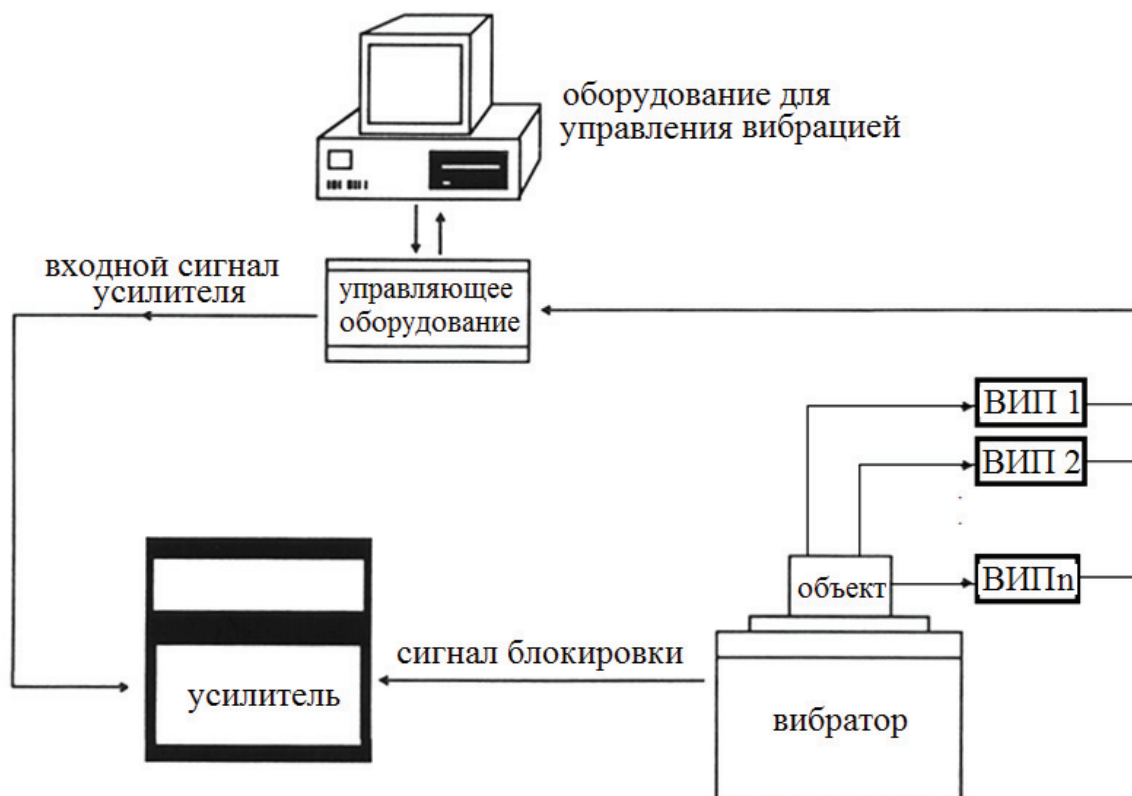 оборудование для
управления вибрацией
входной сигнал
усилителя
управляющее
оборудование
ВИП 1
ВИП 2
объект
ВИПn
сигнал блокировки
усилитель
вибратор